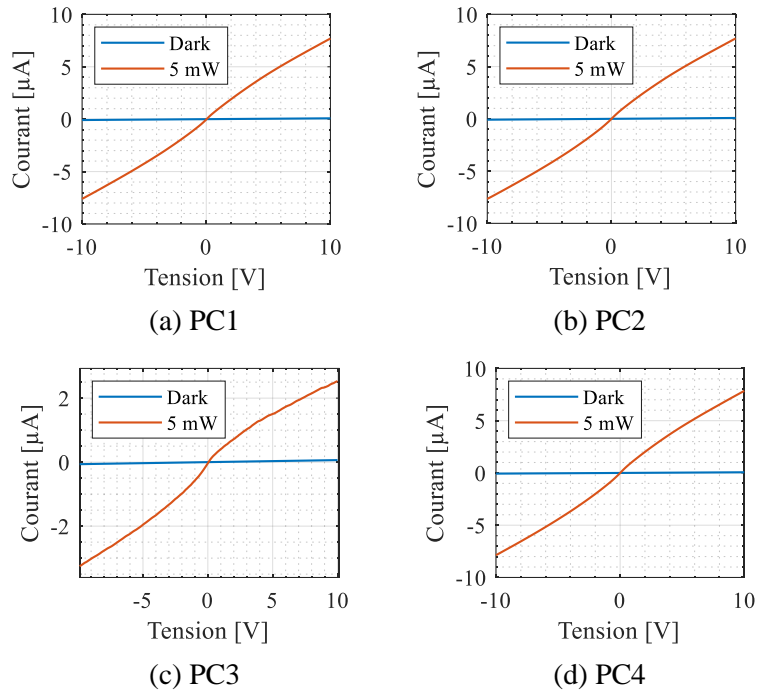 10
5
0
-5
-10
Courant [µA]
Dark
5 mW
-10
0
10
Tension [V]
(a) PC1
10
5
0
-5
-10
Courant [µA]
Dark
5 mW
-10
0
10
Tension [V]
(b) PC2
2
0
-2
Courant [µA]
Dark
5 mW
-5
0
5
10
Tension [V]
(c) PC3
10
5
0
-5
-10
Courant [µA]
Dark
5 mW
-10
0
10
Tension [V]
(d) PC4